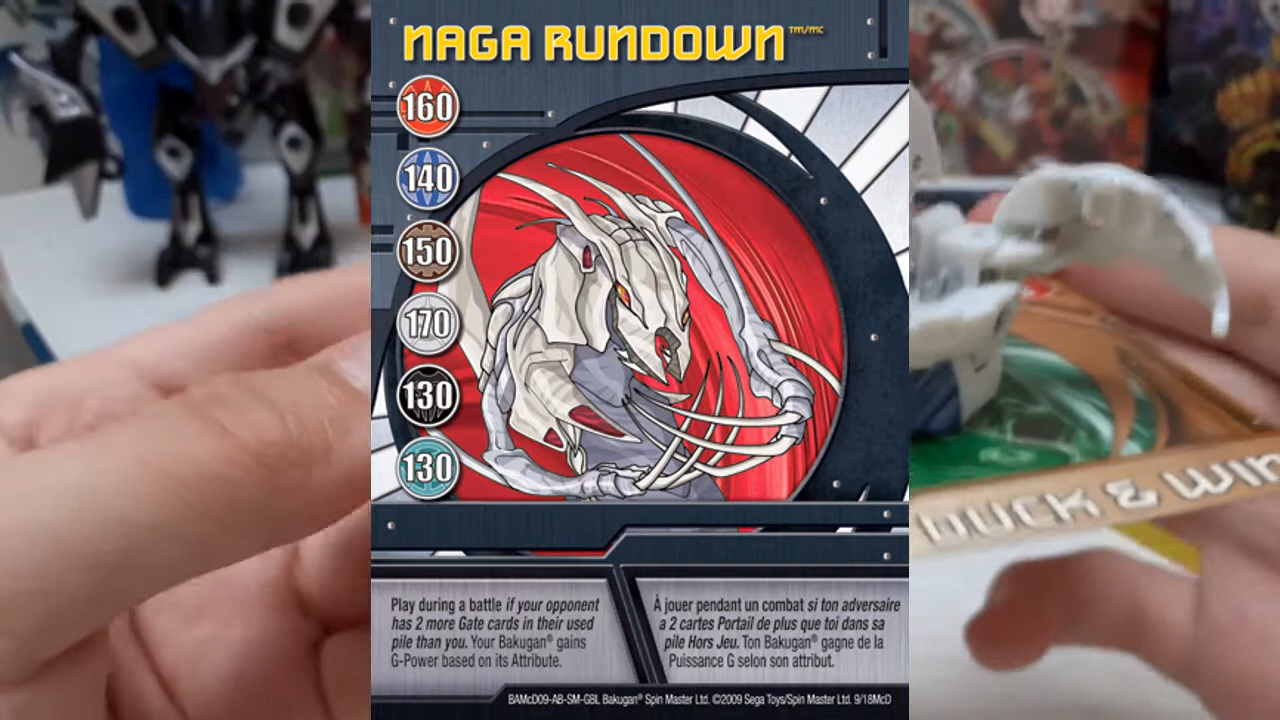 NAGA RUNDOWN™/MC
160
140
150
170
130
130
Play during a battle if your opponent
has 2 more Gate cards in their used
pile than you. Your Bakugan® gains
G-Power based on its Attribute.
À jouer pendant un combat si ton adversaire
a 2 cartes Portail de plus que toi dans sa
pile Hors Jeu. Ton Bakugan® gagne de la
Puissance G selon son attribut.
BAMcD09-AB-SM-GBL Bakugan® Spin Master Ltd. ©2009 Sega Toys/Spin Master Ltd. 9/18McD
DUCK & WIN